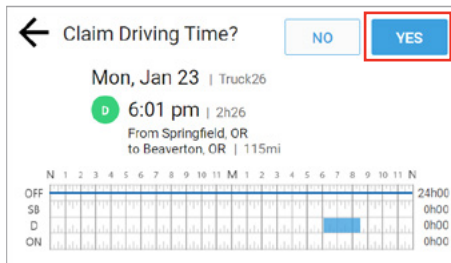 Claim Driving Time?
NO
YES
Mon, Jan 23 | Truck26
D 6:01 pm | 2h26
From Springfield, OR
to Beaverton, OR | 115mi
N 1 2 3 4 5 6 7 8 9 10 11 M 1 2 3 4 5 6 7 8 9 10 11 N
OFF 24h00
SB 0h00
D 0h00
ON 0h00